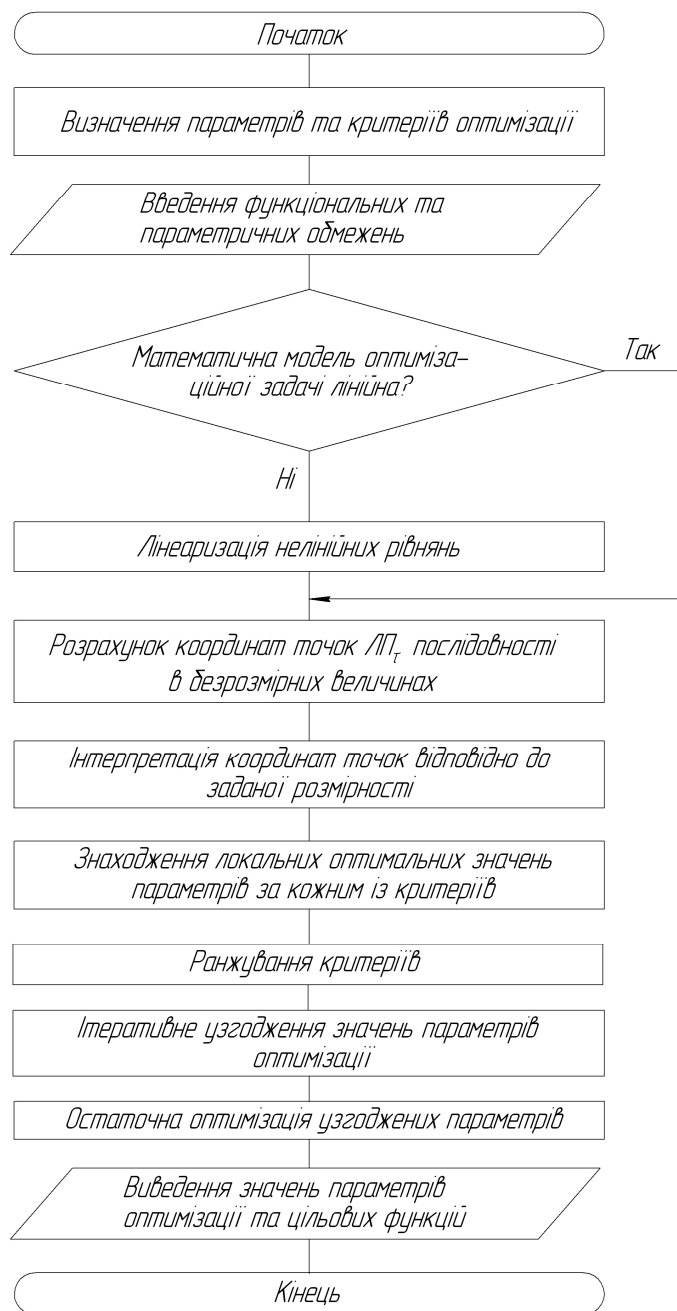 Початок
Визначення параметрів та критеріїв оптимізації
Введення функціональних та
параметричних обмежень
Математична модель оптиміза–
ційної задачі лінійна?
Так
Ні
Лінеаризація нелінійних рівнянь
Розрахунок координат точок ЛПτ послідовності
в безрозмірних величинах
Інтерпретація координат точок відповідно до
заданої розмірності
Знаходження локальних оптимальних значень
параметрів за кожним із критеріїв
Ранжування критеріїв
Ітеративне узгодження значень параметрів
оптимізації
Остаточна оптимізація узгоджених параметрів
Виведення значень параметрів
оптимізації та цільових функцій
Кінець